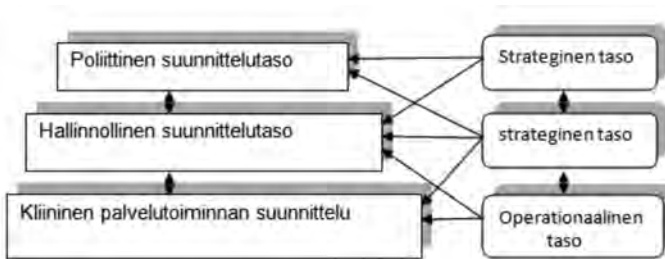 Poliittinen suunnittelutaso
Strateginen taso
Hallinnollinen suunnittelutaso
strateginen taso
Kliininen palvelutoiminnan suunnittelu
Operationaalinen
taso